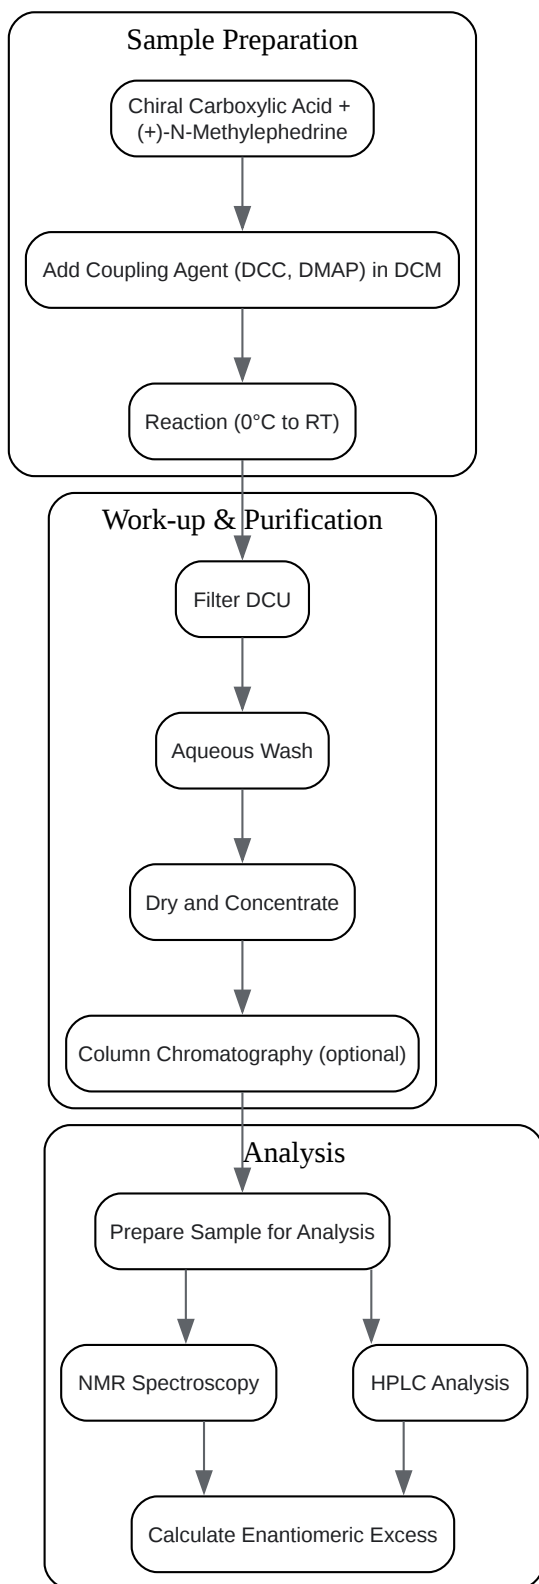 Sample Preparation
Chiral Carboxylic Acid +
(+)-N-Methylephedrine
Add Coupling Agent (DCC, DMAP) in DCM
Reaction (0°C to RT)
Work-up & Purification
Filter DCU
Aqueous Wash
Dry and Concentrate
Column Chromatography (optional)
Analysis
Prepare Sample for Analysis
NMR Spectroscopy
HPLC Analysis
Calculate Enantiomeric Excess